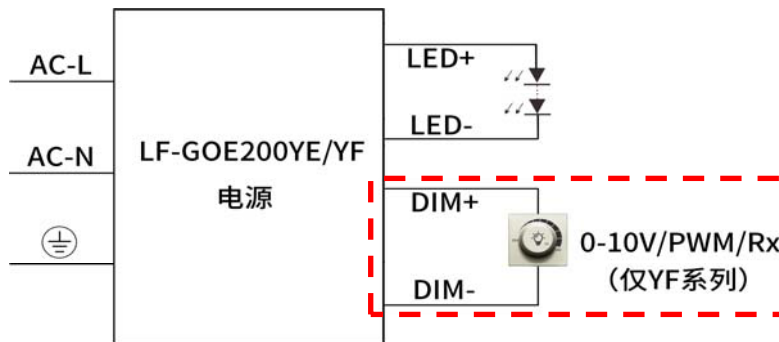 AC-L
AC-N
LF-GOE200YE/YF
电源
LED+
LED-
DIM+
DIM-
0-10V/PWM/Rx
（仅YF系列）